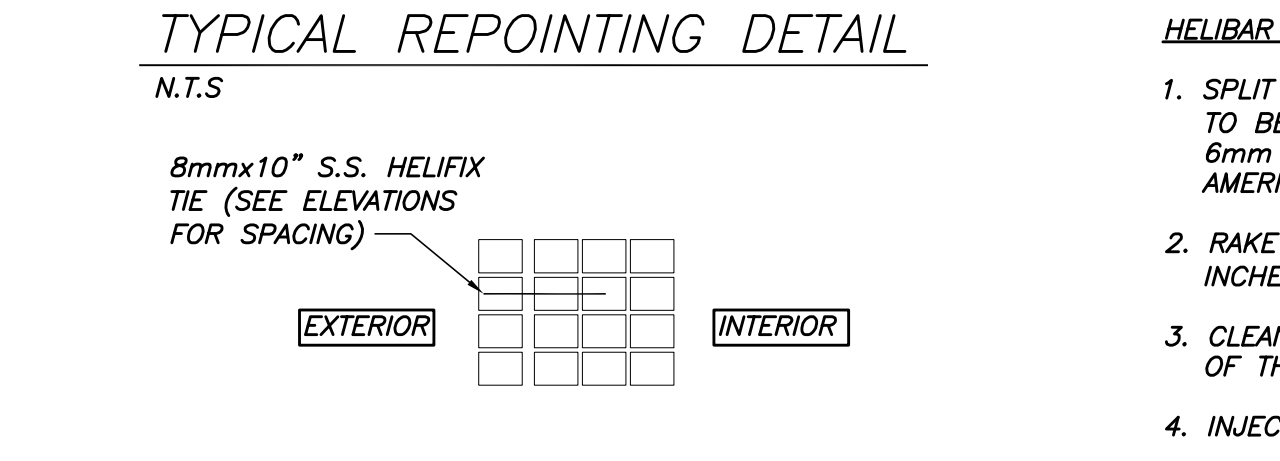 TYPICAL REPOINTING DETAIL
N.T.S
8mmx10” S.S. HELIFIX
TIE (SEE ELEVATIONS
FOR SPACING)
EXTERIOR
INTERIOR
HELIBAR
1. SPLIT
TO BE
6mm
AMERI
2. RAKE
INCHE
3. CLEAN
OF TH
4. INJEC